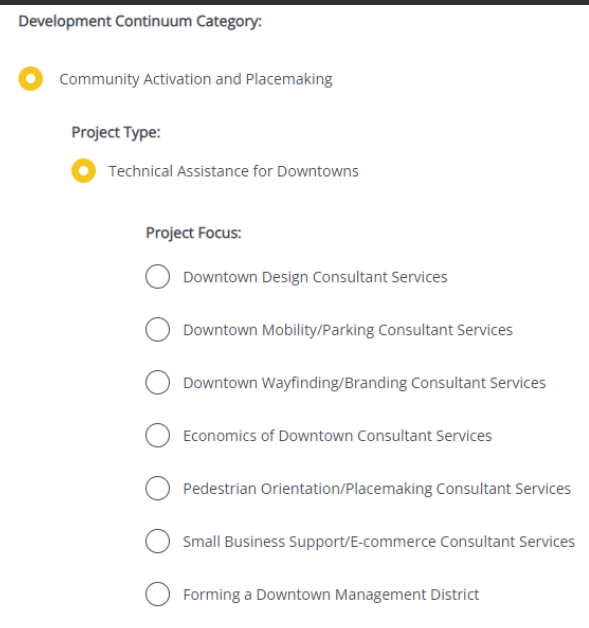 Development Continuum Category:
Community Activation and Placemaking
Project Type:
Technical Assistance for Downtowns
Project Focus:
Downtown Design Consultant Services
Downtown Mobility/Parking Consultant Services
Downtown Wayfinding/Branding Consultant Services
Economics of Downtown Consultant Services
Pedestrian Orientation/Placemaking Consultant Services
Small Business Support/E-commerce Consultant Services
Forming a Downtown Management District